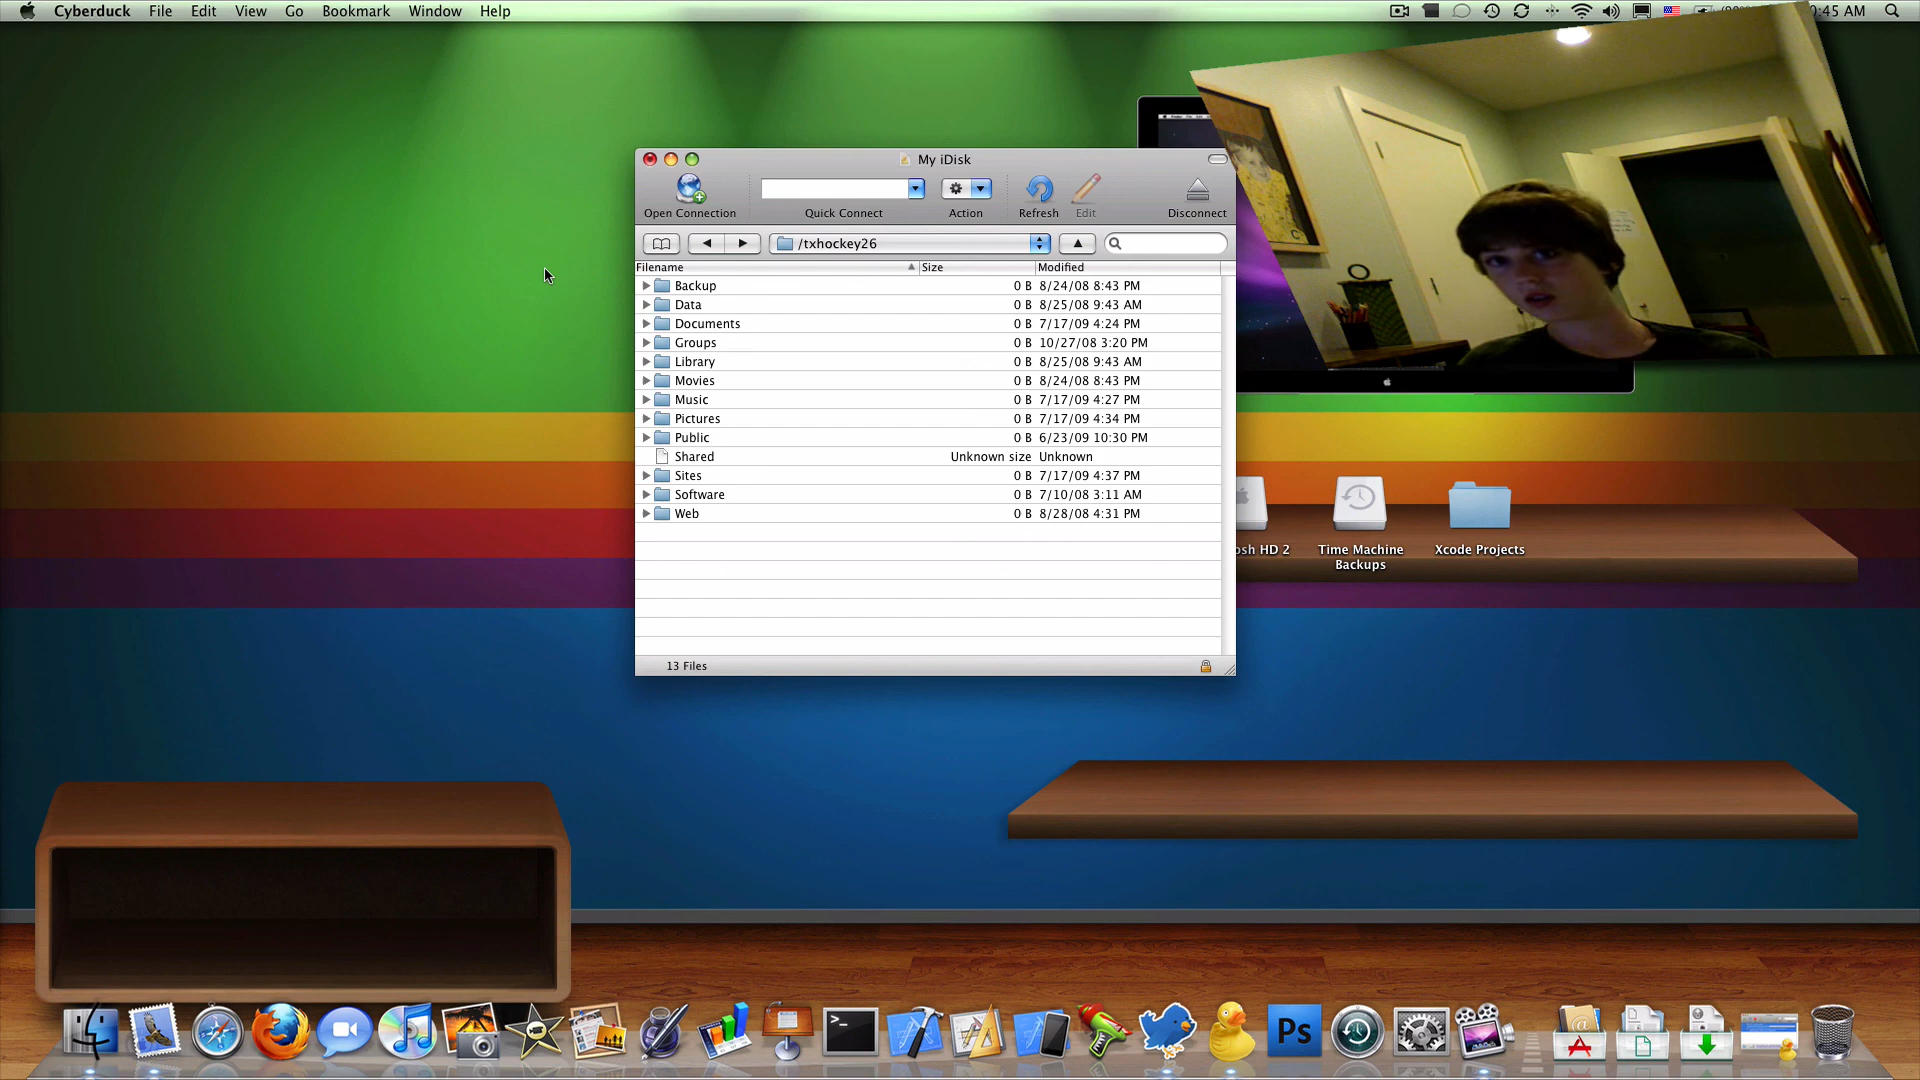 Cyberduck File Edit View Go Bookmark Window Help
:45 AM
My iDisk
Open Connection Quick Connect Action Refresh Edit Disconnect
/txhockey26
Filename Size Modified
Backup 0 B 8/24/08 8:43 PM
Data 0 B 8/25/08 9:43 AM
Documents 0 B 7/17/09 4:24 PM
Groups 0 B 10/27/08 3:20 PM
Library 0 B 8/25/08 9:43 AM
Movies 0 B 8/24/08 8:43 PM
Music 0 B 7/17/09 4:27 PM
Pictures 0 B 7/17/09 4:34 PM
Public 0 B 6/23/09 10:30 PM
Shared Unknown size Unknown
Sites 0 B 7/17/09 4:37 PM
Software 0 B 7/10/08 3:11 AM
Web 0 B 8/28/08 4:31 PM
13 Files
osh HD 2
Time Machine
Backups
Xcode Projects
>_
Ps